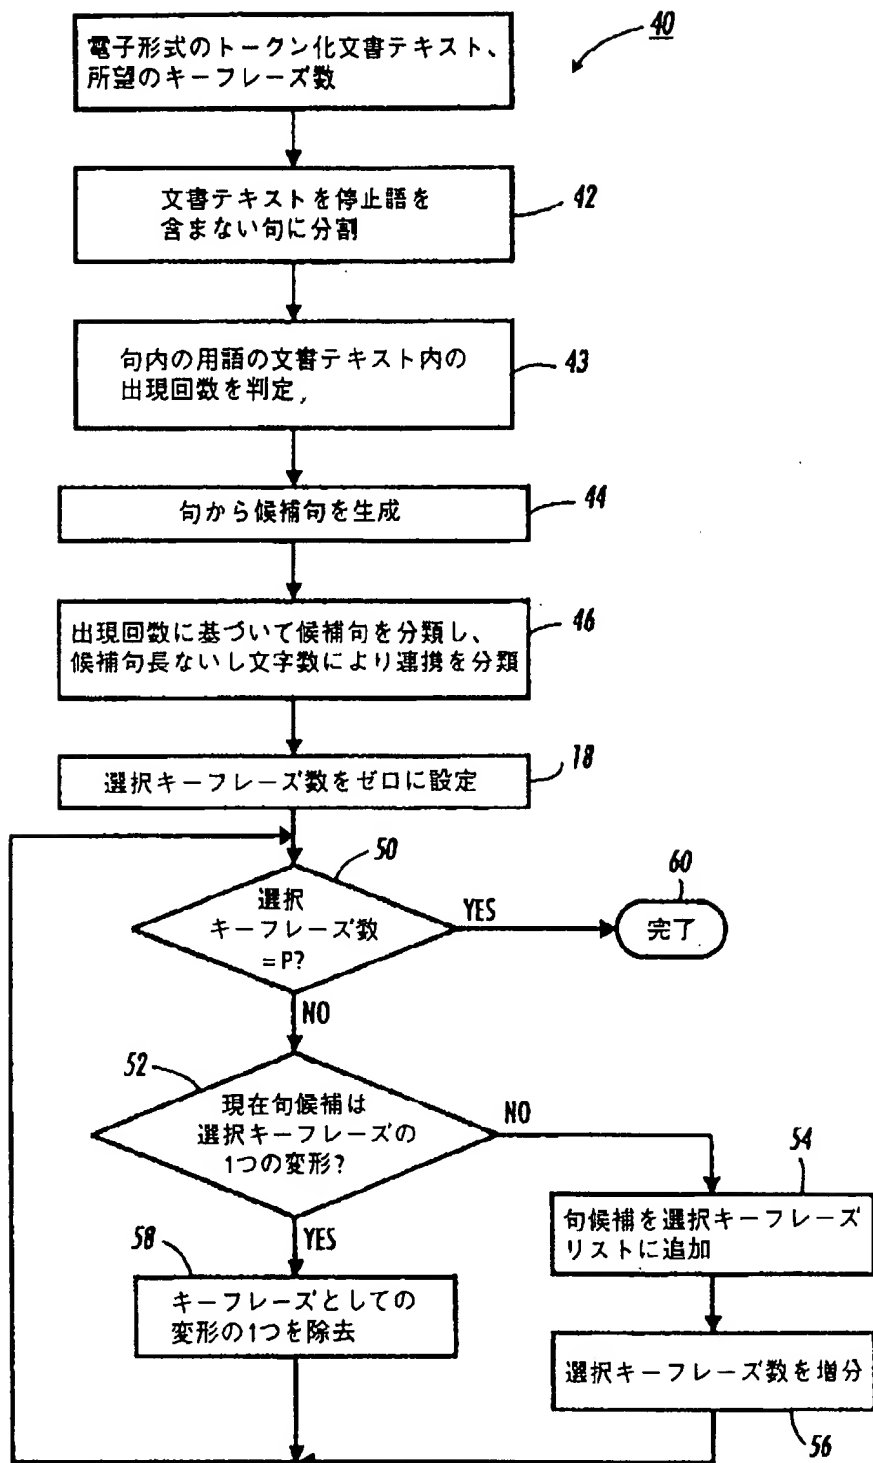 40
電子形式のトークン化文書テキスト、
所望のキーフレーズ数
文書テキストを停止語を
含まない句に分割
42
句内の用語の文書テキスト内の
出現回数を判定,
43
句から候補句を生成
44
出現回数に基づいて候補句を分類し、
候補句長ないし文字数により連携を分類
46
選択キーフレーズ数をゼロに設定
18
50
選択
キーフレーズ数
=P?
YES
60
完了
NO
52
現在句候補は
選択キーフレーズの
1つの変形?
NO
54
句候補を選択キーフレーズ
リストに追加
YES
58
キーフレーズとしての
変形の1つを除去
選択キーフレーズ数を増分
56